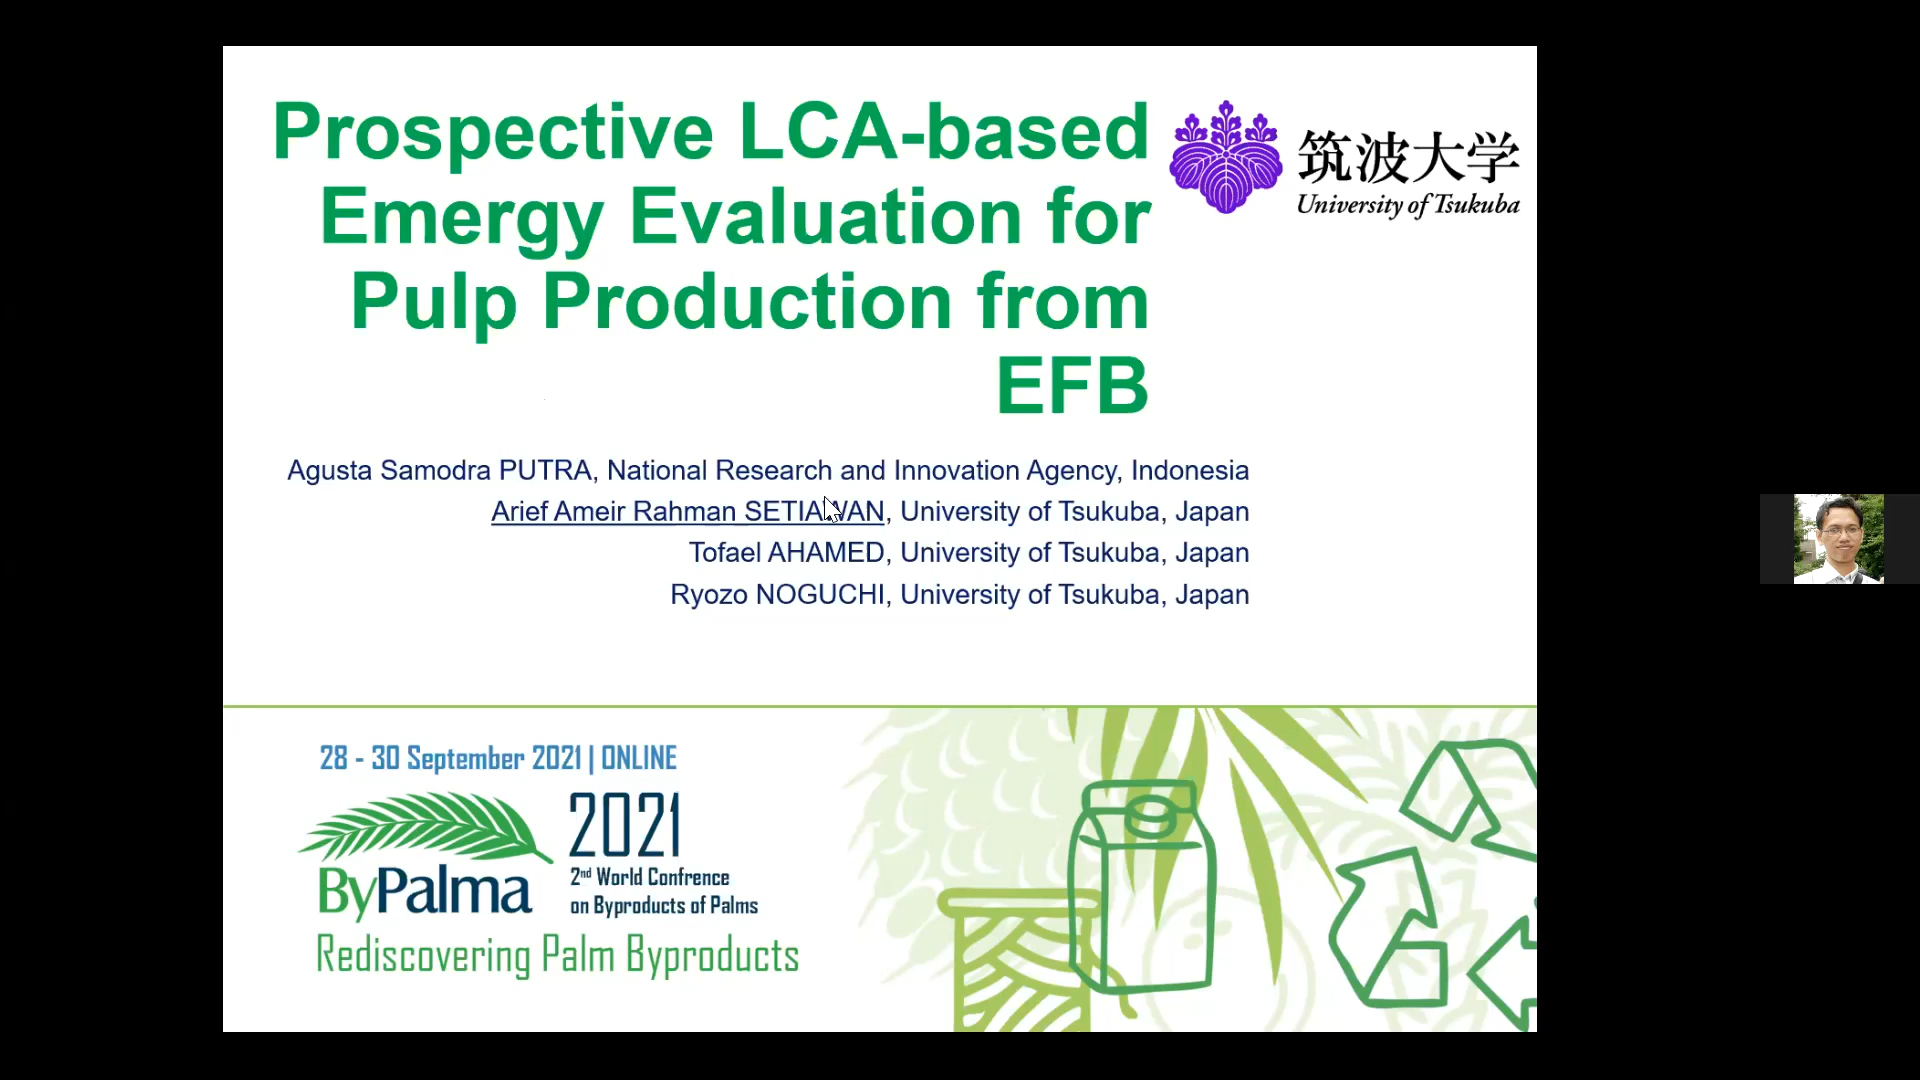 Prospective LCA-based
Emergy Evaluation for
Pulp Production from
EFB
筑波大学
University of Tsukuba
Agusta Samodra PUTRA, National Research and Innovation Agency, Indonesia
Arief Ameir Rahman SETIAWAN, University of Tsukuba, Japan
Tofael AHAMED, University of Tsukuba, Japan
Ryozo NOGUCHI, University of Tsukuba, Japan
28 - 30 September 2021 | ONLINE
ByPalma
2021
2nd World Confrence
on Byproducts of Palms
Rediscovering Palm Byproducts